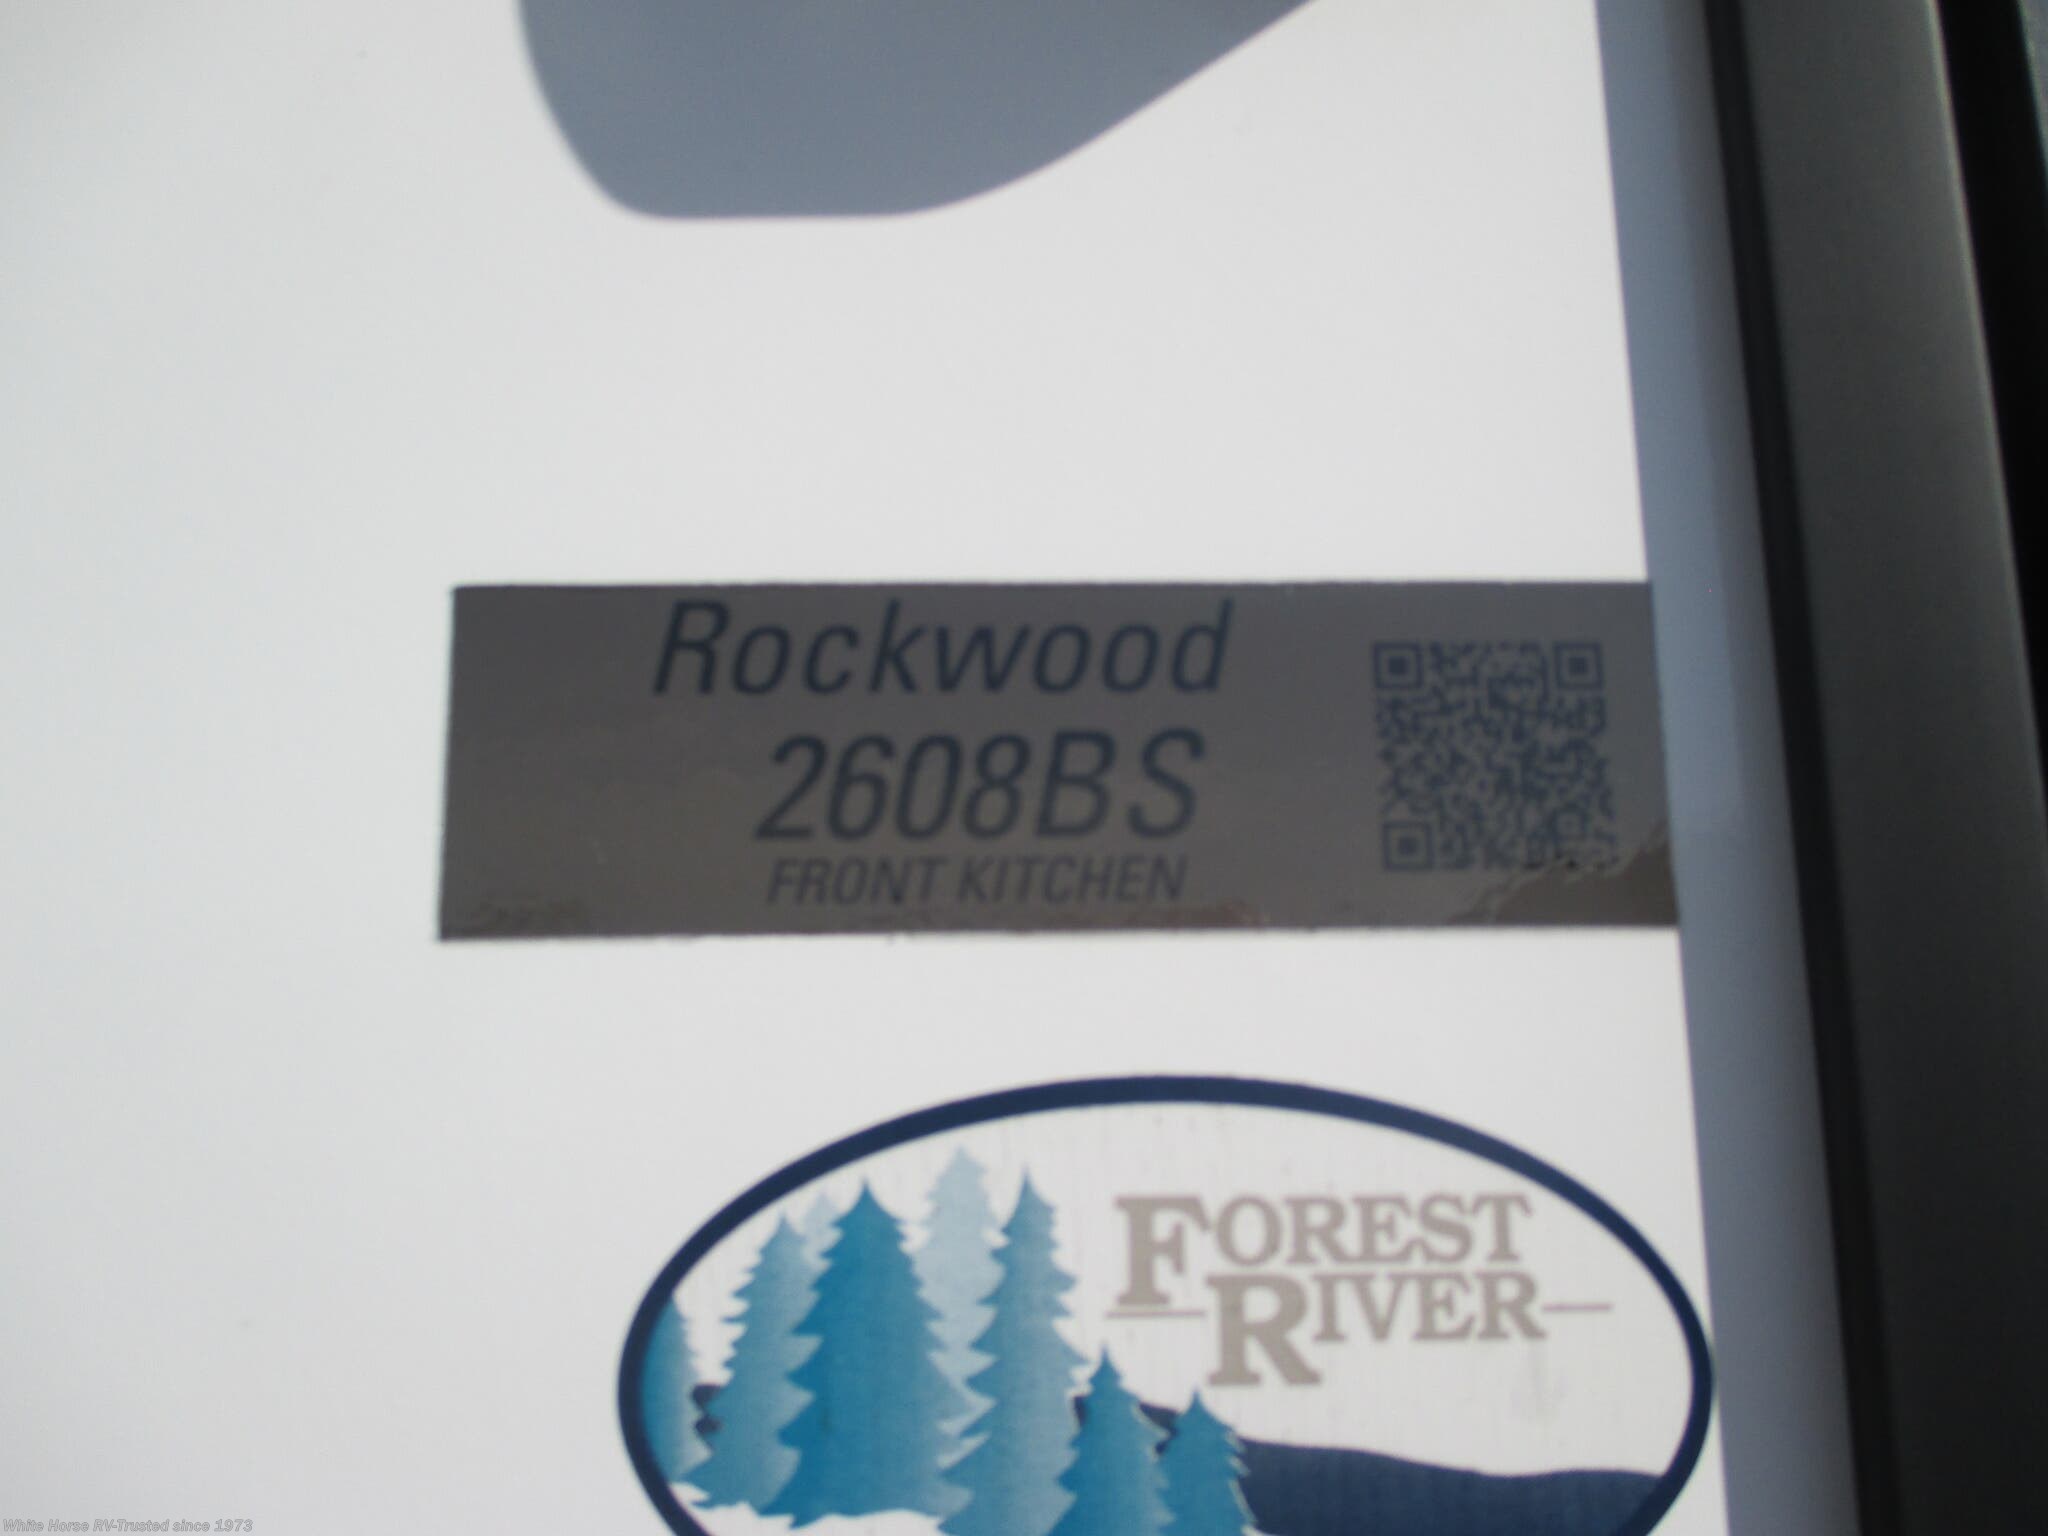 Rockwood
2608BS
FRONT KITCHEN
FOREST
RIVER
White Horse RV-Trusted since 1973